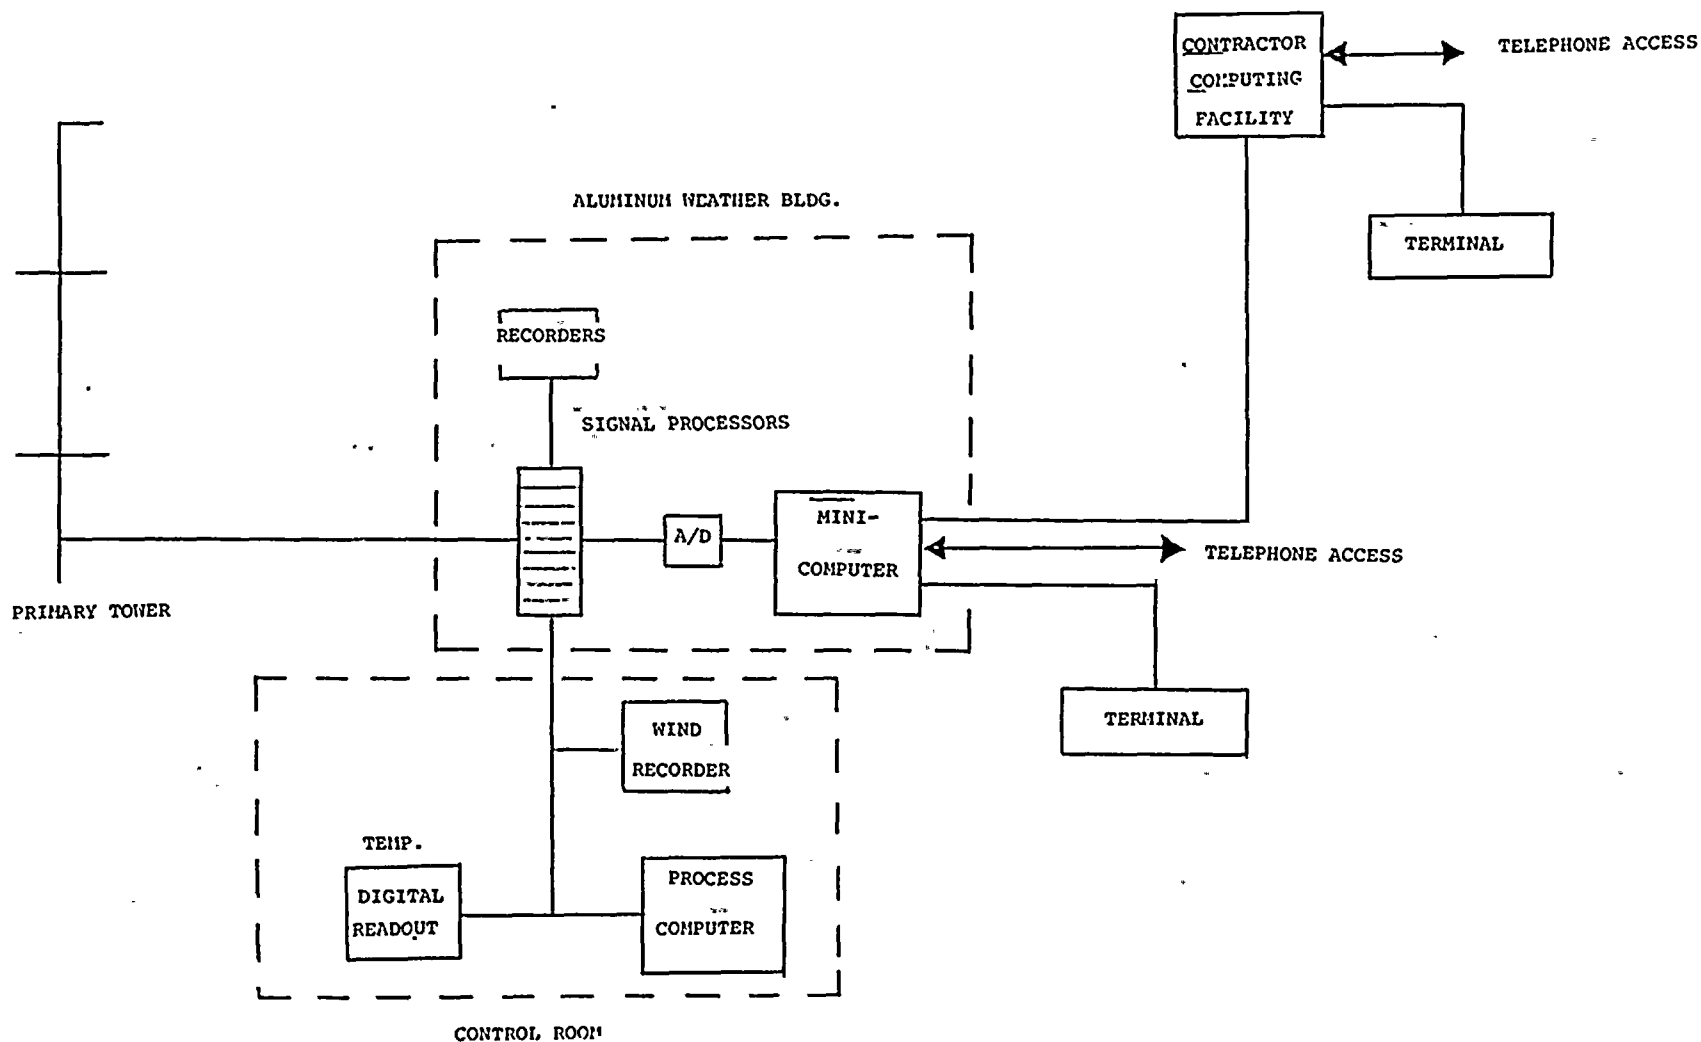 CONTRACTOR
COMPUTING
FACILITY
TELEPHONE ACCESS
TERMINAL
ALUMINUM WEATHER BLDG.
RECORDERS
SIGNAL PROCESSORS
A/D
MINI-
COMPUTER
TELEPHONE ACCESS
PRIMARY TOWER
TERMINAL
WIND
RECORDER
TEMP.
DIGITAL
READOUT
PROCESS
COMPUTER
CONTROL ROOM